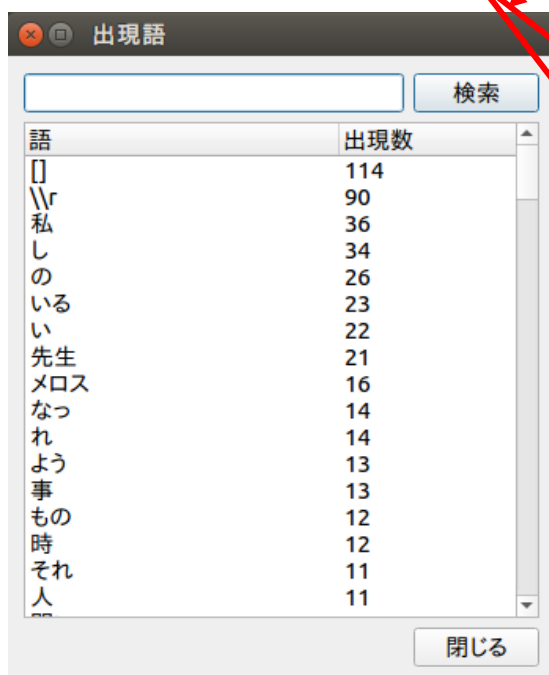 出現語
検索
語 出現数
[] 114
\\r 90
私 36
し 34
の 26
いる 23
い 22
先生 21
メロス 16
なっ 14
れ 14
よう 13
事 13
もの 12
時 12
それ 11
人 11
閉じる